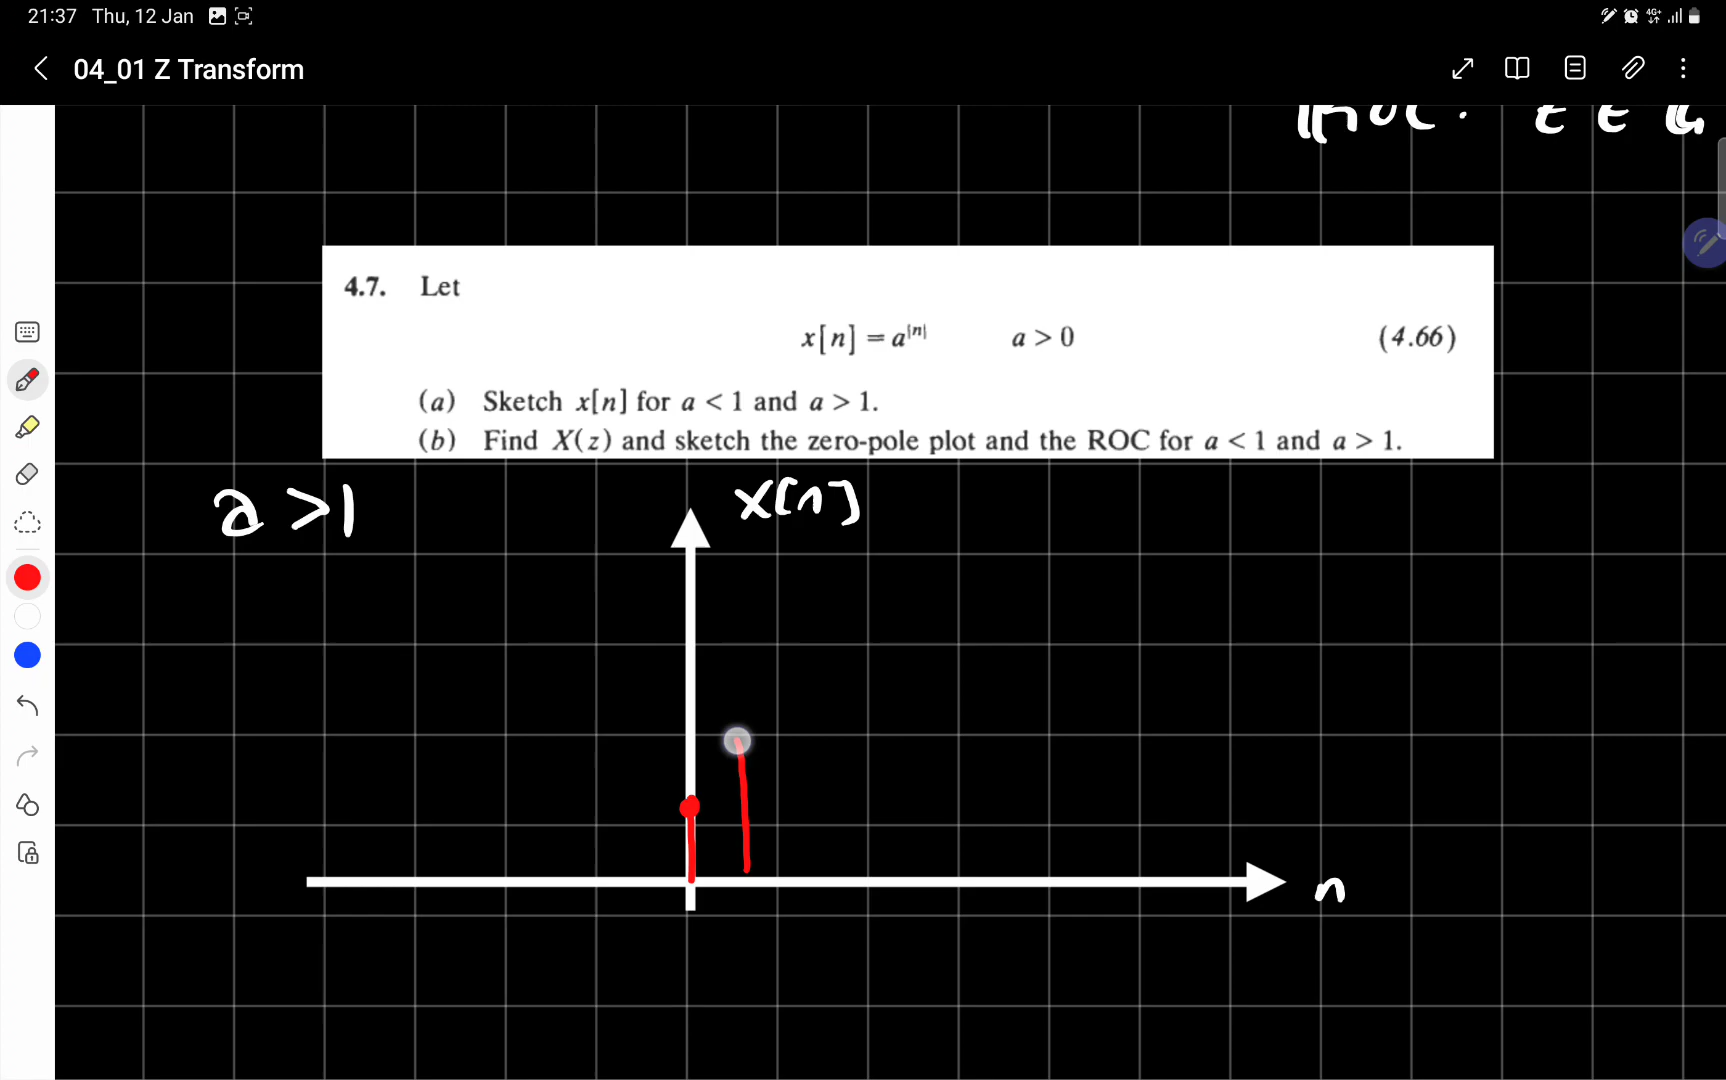 21:37 Thu, 12 Jan
4G+
04_01 Z Transform
4.7. Let
x[n] = a^|n| a > 0 (4.66)
(a) Sketch x[n] for a < 1 and a > 1.
(b) Find X(z) and sketch the zero-pole plot and the ROC for a < 1 and a > 1.
a >1
x[n]
n